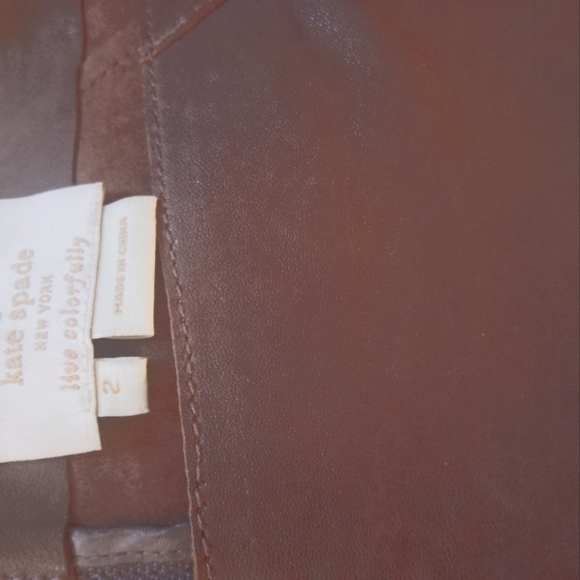 kate spade
NEW YORK
live colorfully
MADE IN CHINA
2